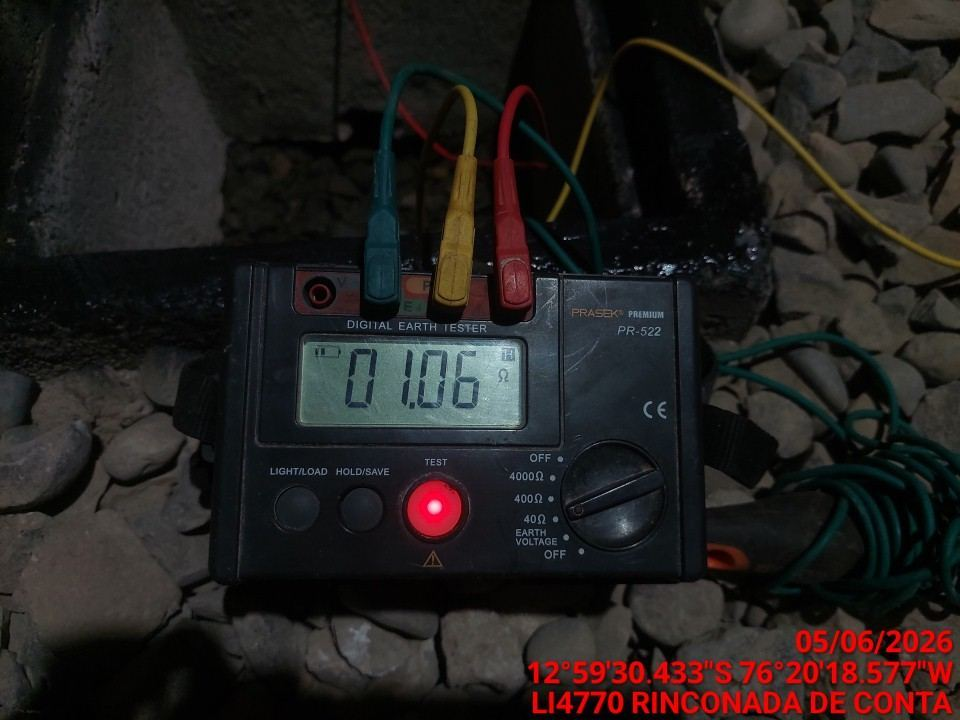 V
P
E
DIGITAL EARTH TESTER
PRASEK® PREMIUM
PR-522
01.06
H
Ω
CE
LIGHT/LOAD HOLD/SAVE
TEST
OFF
4000Ω
400Ω
40Ω
EARTH
VOLTAGE
OFF
05/06/2026
12°59'30.433"S 76°20'18.577"W
LI4770 RINCONADA DE CONTA